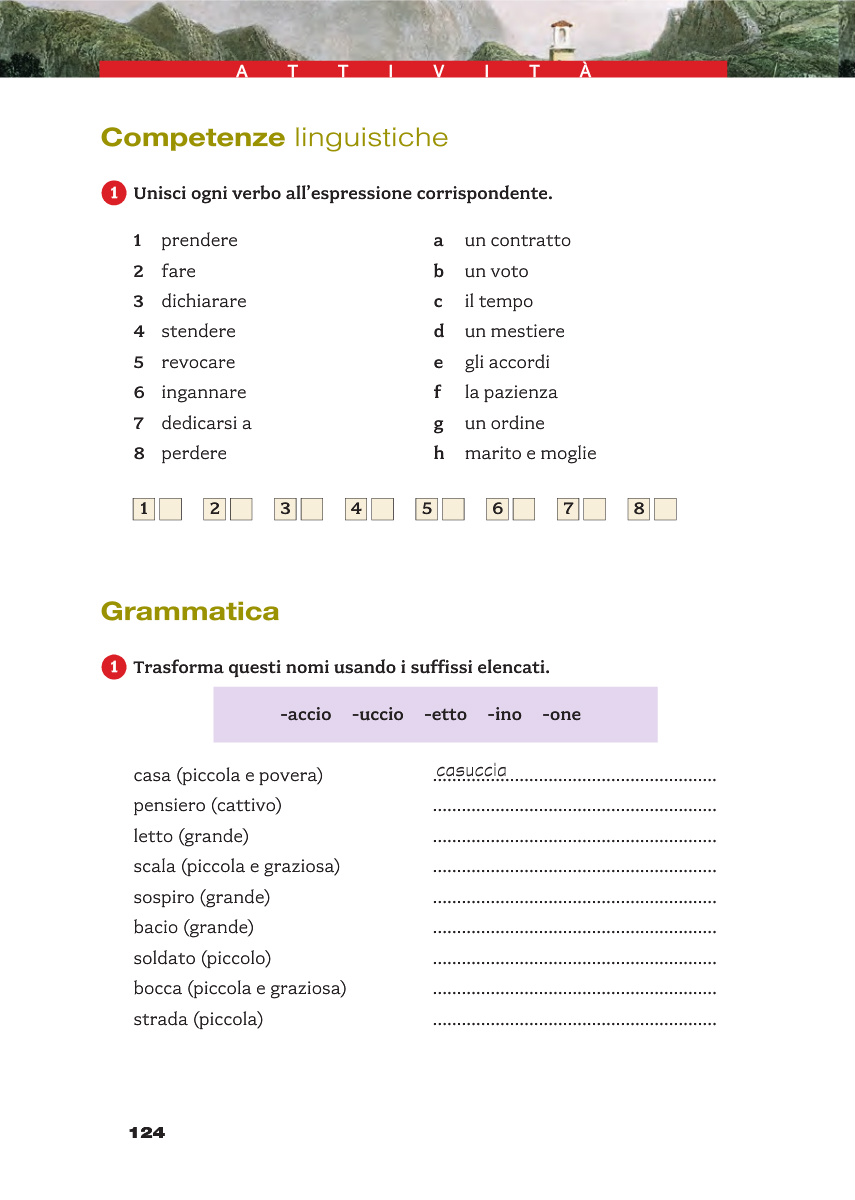 ATTIVITÀ
Competenze linguistiche
1 Unisci ogni verbo all'espressione corrispondente.
1 prendere a un contratto
2 fare b un voto
3 dichiarare c il tempo
4 stendere d un mestiere
5 revocare e gli accordi
6 ingannare f la pazienza
7 dedicarsi a g un ordine
8 perdere h marito e moglie
1 2 3 4 5 6 7 8
Grammatica
1 Trasforma questi nomi usando i suffissi elencati.
-accio -uccio -etto -ino -one
casa (piccola e povera) casuccia
pensiero (cattivo)
letto (grande)
scala (piccola e graziosa)
sospiro (grande)
bacio (grande)
soldato (piccolo)
bocca (piccola e graziosa)
strada (piccola)
124